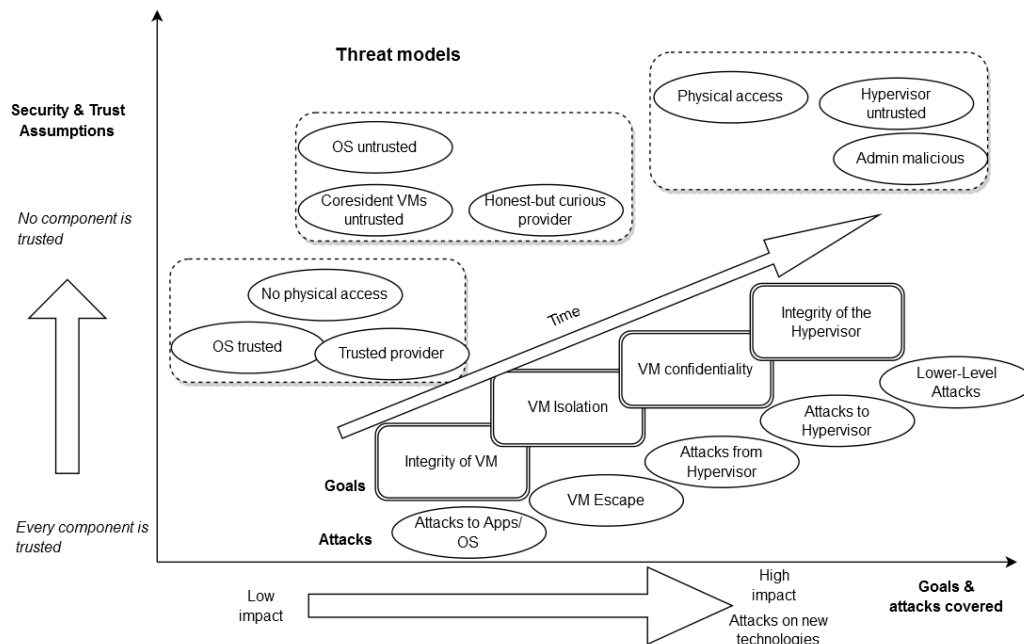 Threat models
Security & Trust
Assumptions
Physical access
Hypervisor
untrusted
Admin malicious
OS untrusted
Coresident VMs
untrusted
Honest-but curious
provider
No component is
trusted
No physical access
OS trusted
Trusted provider
Time
Integrity of the
Hypervisor
VM confidentiality
VM Isolation
Integrity of VM
Goals
Lower-Level
Attacks
Attacks to
Hypervisor
Attacks from
Hypervisor
VM Escape
Attacks to Apps/
OS
Attacks
Every component is
trusted
Low
impact
High
impact
Attacks on new
technologies
Goals &
attacks covered